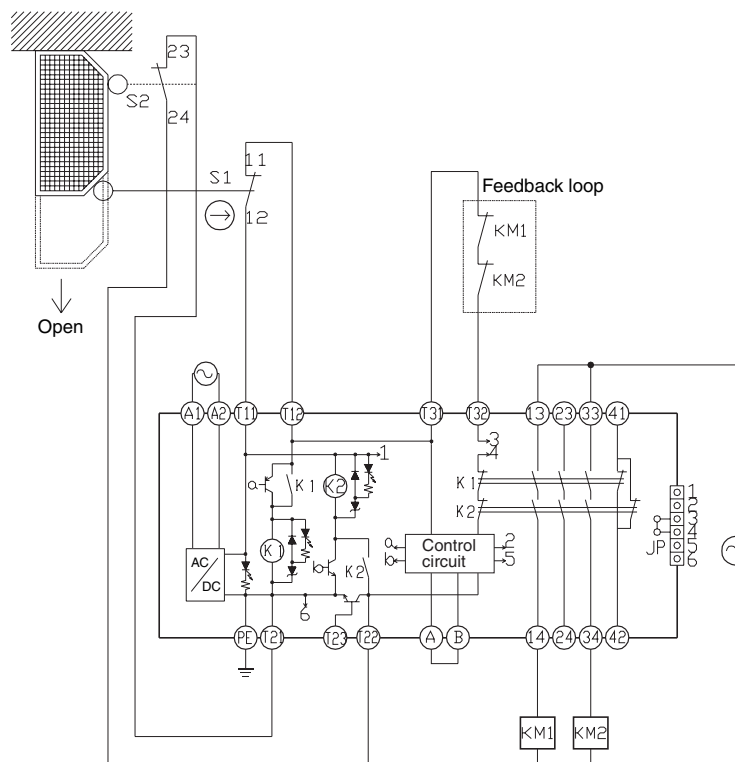 23
S2
24
11
S1
12
Open
Feedback loop
KM1
KM2
A1 A2 T11 T12 T31 T32 13 23 33 41
3
4
1
a
K1
K2
K1
K2
1
2
3
4
5
6
JP
K1
b
K2
a
b
Control
circuit
2
5
AC
DC
6
PE T21 T23 T22 A B 14 24 34 42
KM1
KM2